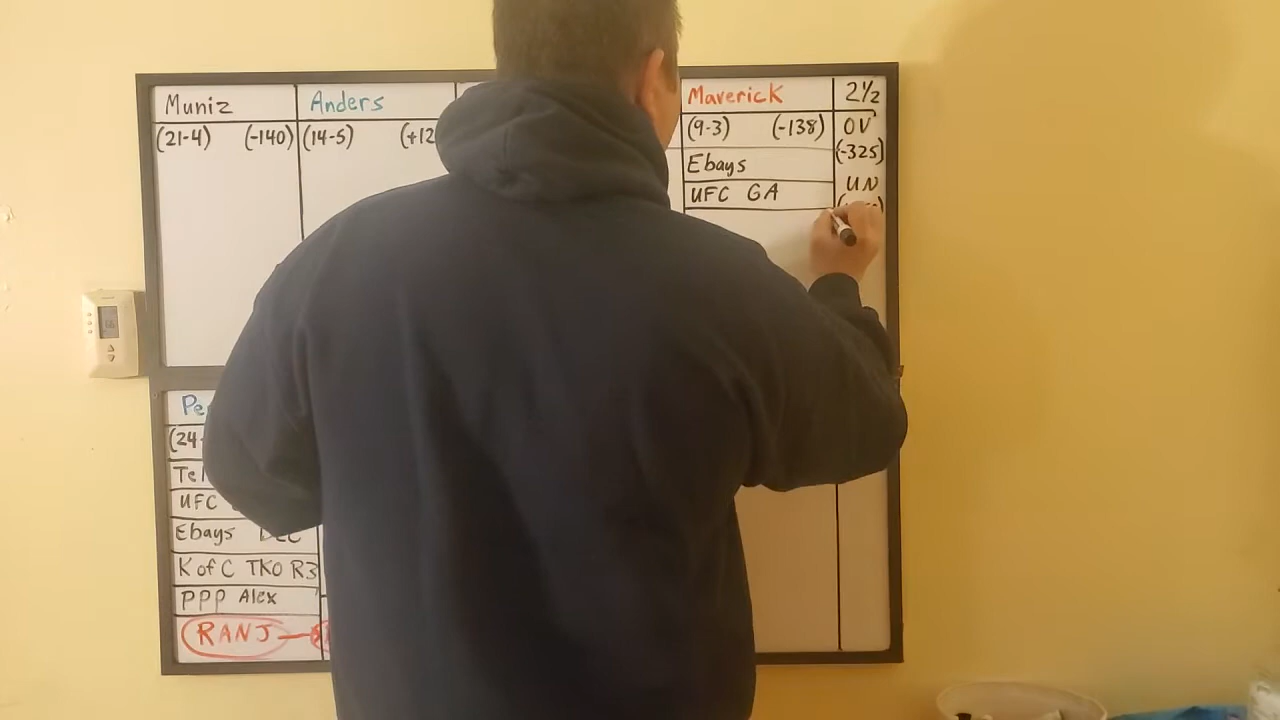 Muniz
Anders
Maverick
2½
(21-4) (-140)
(14-5) (+12
(9-3) (-138)
OV
(-325)
Ebays
UN
UFC GA
Pe
(24-
Tel
UFC
Ebays DEC
K of C TKO R3
PPP Alex
RANJ